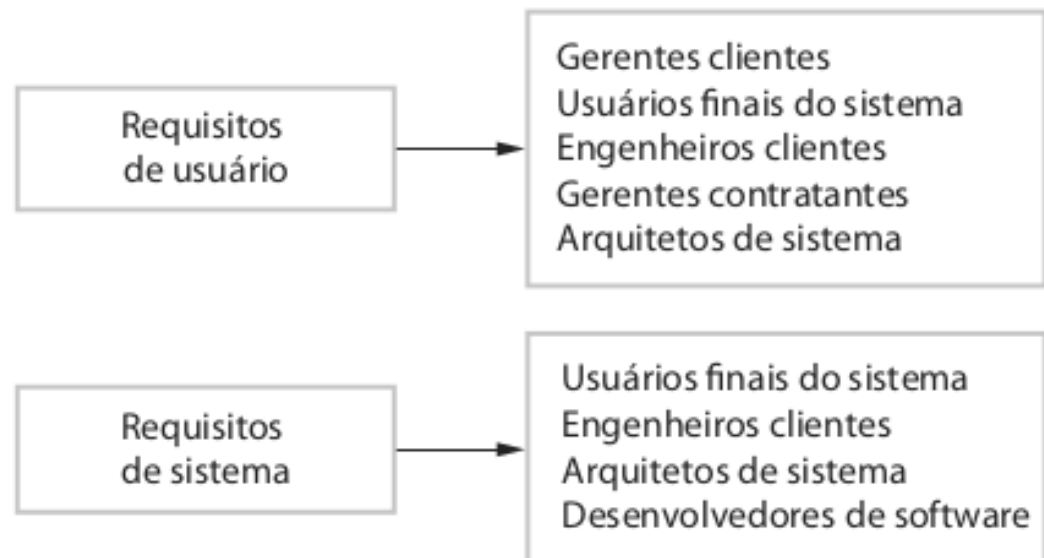 Requisitos
de usuário
Gerentes clientes
Usuários finais do sistema
Engenheiros clientes
Gerentes contratantes
Arquitetos de sistema
Requisitos
de sistema
Usuários finais do sistema
Engenheiros clientes
Arquitetos de sistema
Desenvolvedores de software